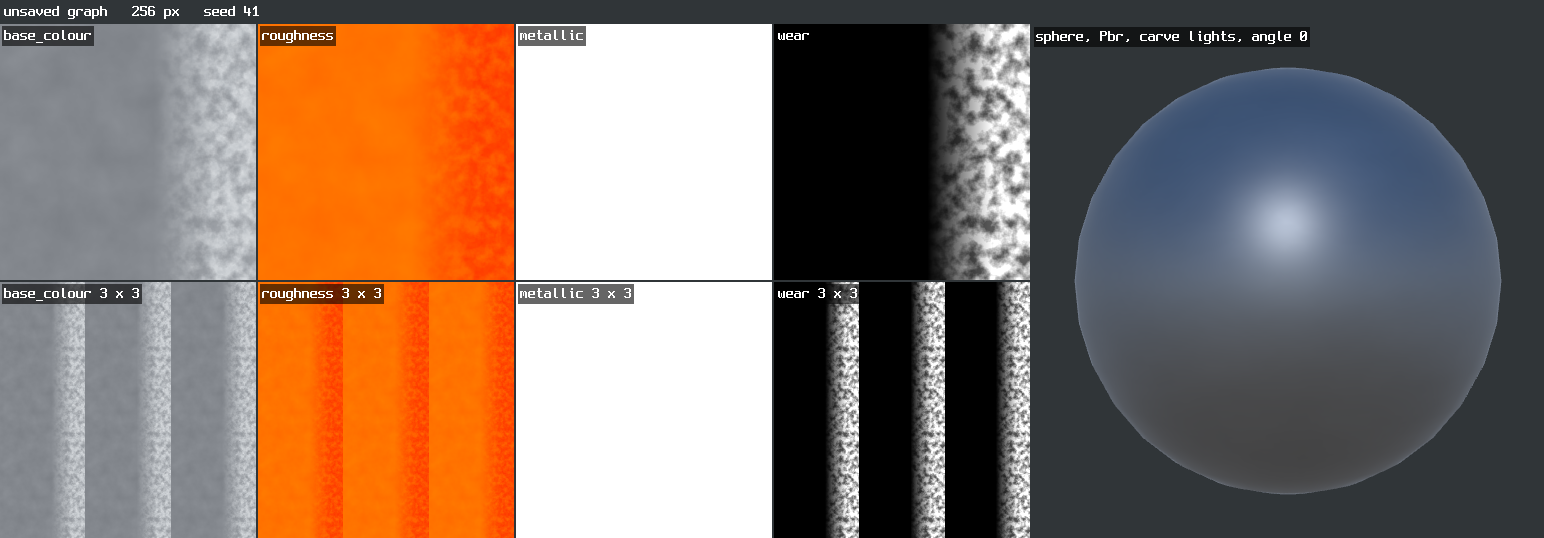 unsaved graph 256 px seed 41
base_colour
roughness
metallic
wear
sphere, Pbr, carve lights, angle 0
base_colour 3 x 3
roughness 3 x 3
metallic 3 x 3
wear 3 x 3